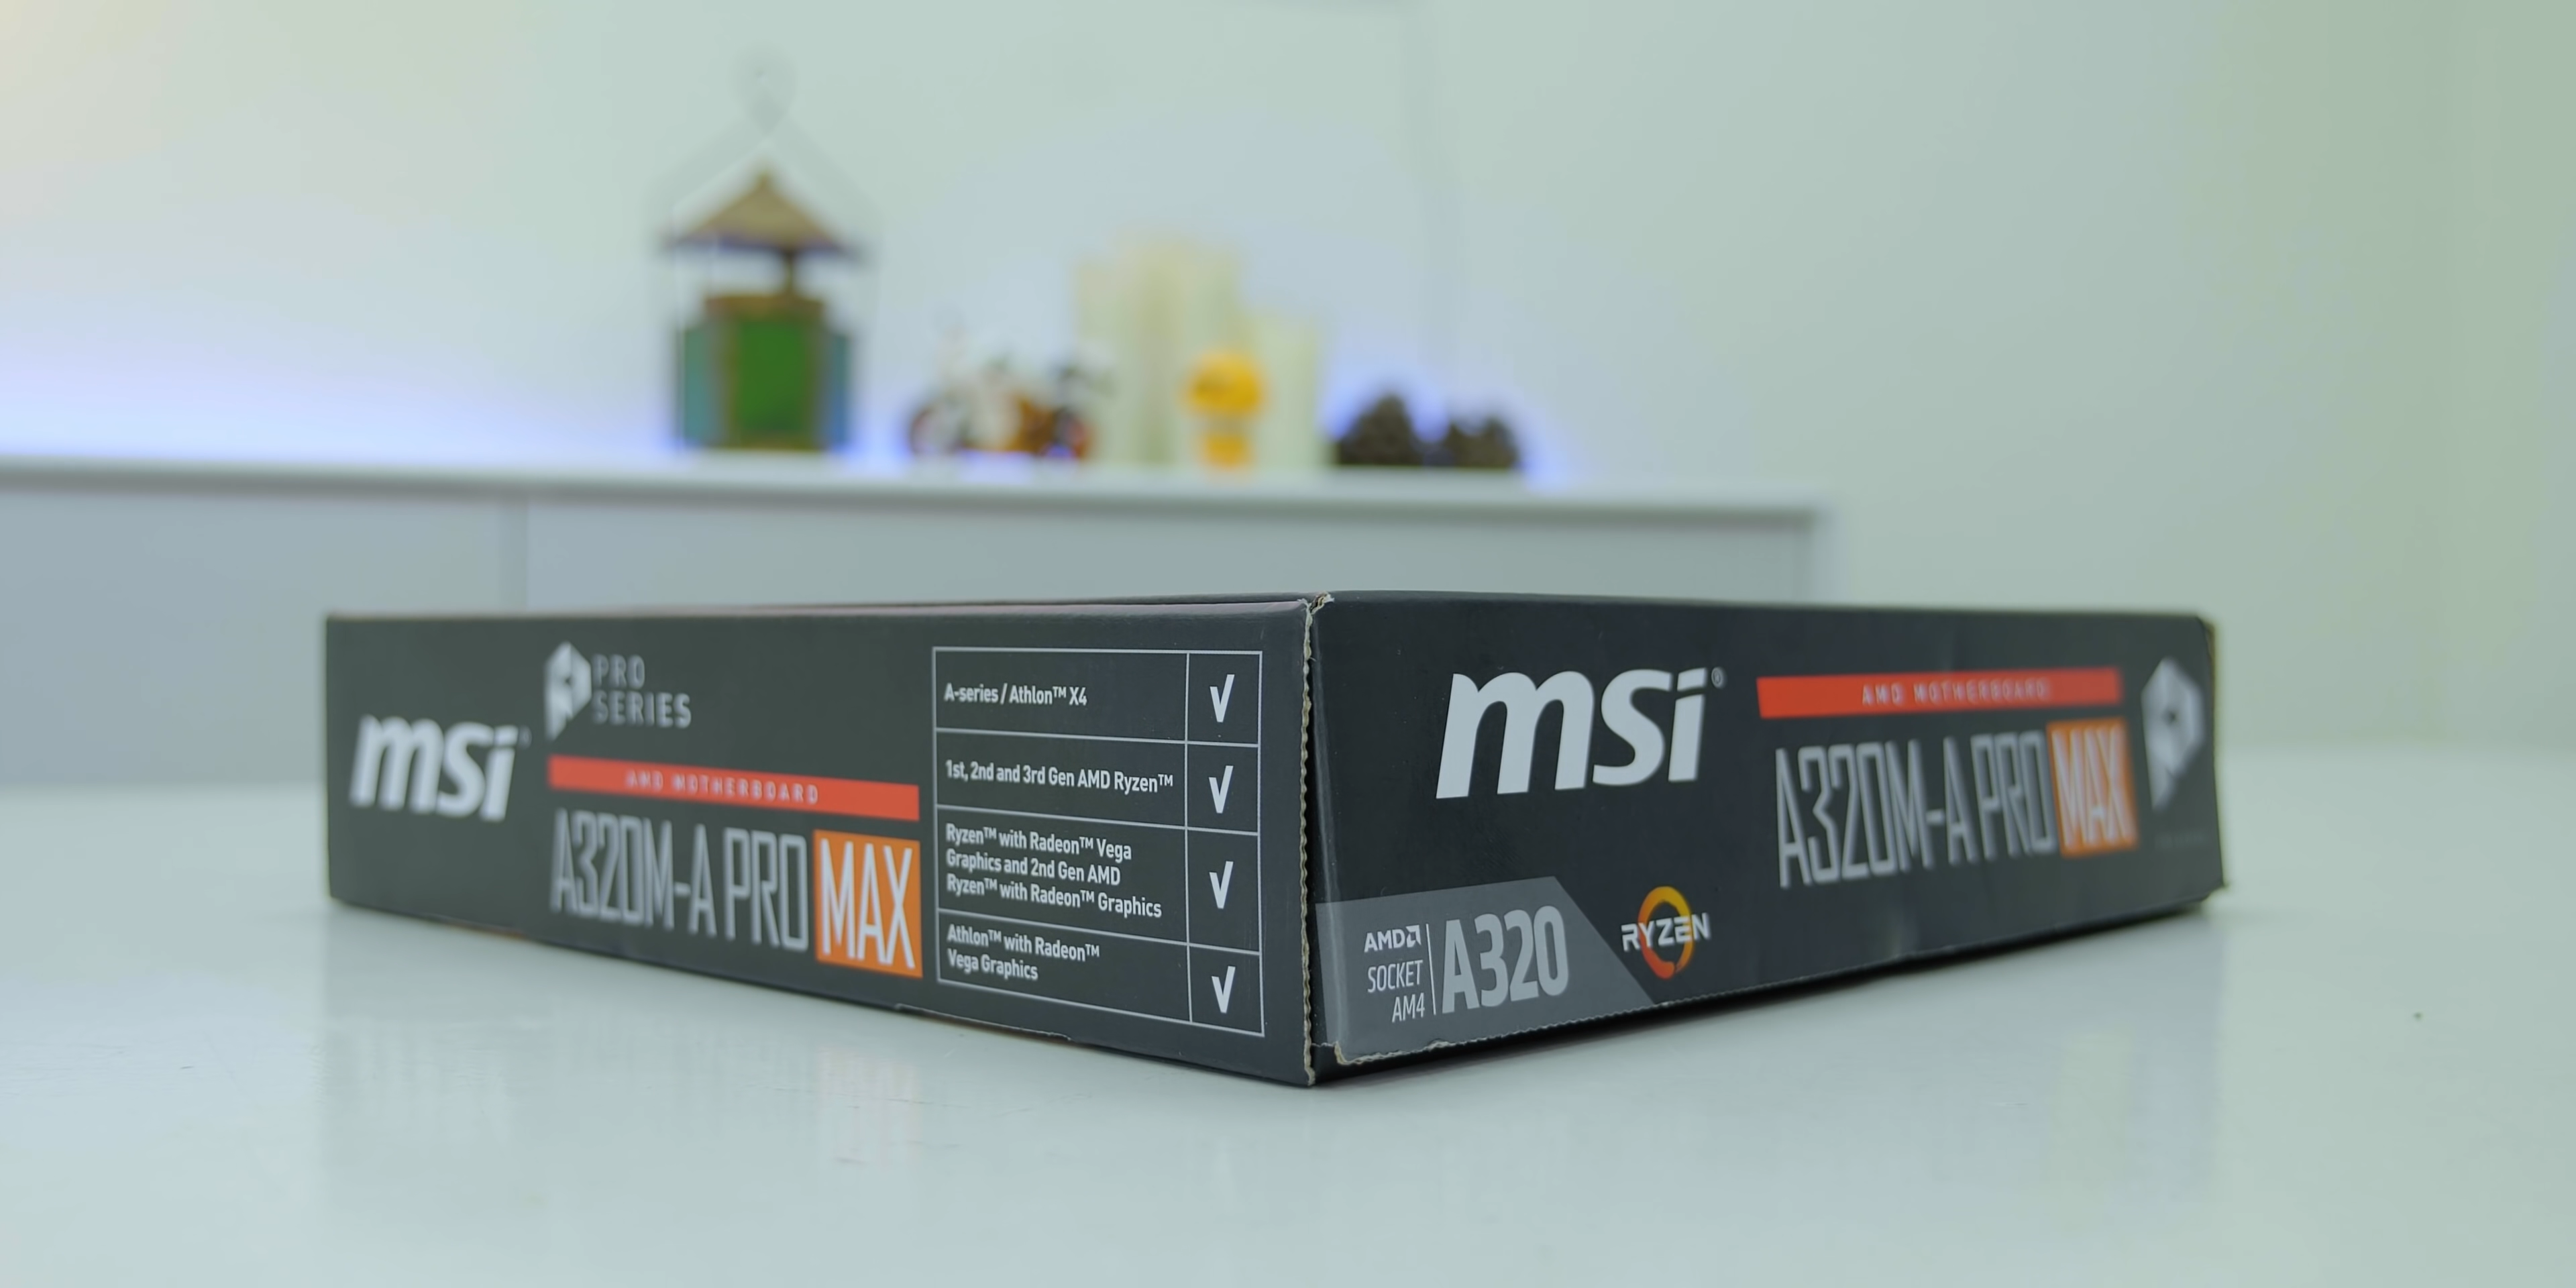 msi
PRO
SERIES
AMD MOTHERBOARD
A320M-A PRO MAX
A-series / Athlon™ X4 √
1st, 2nd and 3rd Gen AMD Ryzen™ √
Ryzen™ with Radeon™ Vega
Graphics and 2nd Gen AMD
Ryzen™ with Radeon™ Graphics √
Athlon™ with Radeon™
Vega Graphics √
msi®
AMD MOTHERBOARD
A320M-A PRO MAX
AMD
SOCKET
AM4
A320
RYZEN